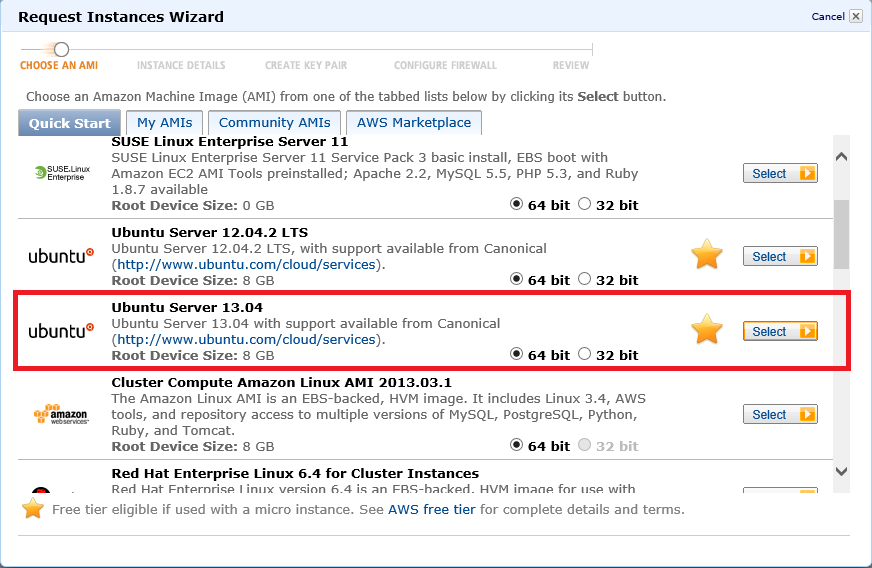 Request Instances Wizard
Cancel
CHOOSE AN AMI
INSTANCE DETAILS
CREATE KEY PAIR
CONFIGURE FIREWALL
REVIEW
Choose an Amazon Machine Image (AMI) from one of the tabbed lists below by clicking its Select button.
Quick Start
My AMIs
Community AMIs
AWS Marketplace
SUSE Linux Enterprise Server 11
SUSE.Linux
Enterprise
SUSE Linux Enterprise Server 11 Service Pack 3 basic install, EBS boot with
Amazon EC2 AMI Tools preinstalled; Apache 2.2, MySQL 5.5, PHP 5.3, and Ruby
1.8.7 available
Root Device Size: 0 GB
64 bit 32 bit
Select
ubuntu
Ubuntu Server 12.04.2 LTS
Ubuntu Server 12.04.2 LTS, with support available from Canonical
(http://www.ubuntu.com/cloud/services).
Root Device Size: 8 GB
64 bit 32 bit
Select
ubuntu
Ubuntu Server 13.04
Ubuntu Server 13.04 with support available from Canonical
(http://www.ubuntu.com/cloud/services).
Root Device Size: 8 GB
64 bit 32 bit
Select
amazon
webservices
Cluster Compute Amazon Linux AMI 2013.03.1
The Amazon Linux AMI is an EBS-backed, HVM image. It includes Linux 3.4, AWS
tools, and repository access to multiple versions of MySQL, PostgreSQL, Python,
Ruby, and Tomcat.
Root Device Size: 8 GB
64 bit 32 bit
Select
Red Hat Enterprise Linux 6.4 for Cluster Instances
Red Hat Enterprise Linux version 6.4 is an EBS-backed, HVM image for use with
Free tier eligible if used with a micro instance. See AWS free tier for complete details and terms.